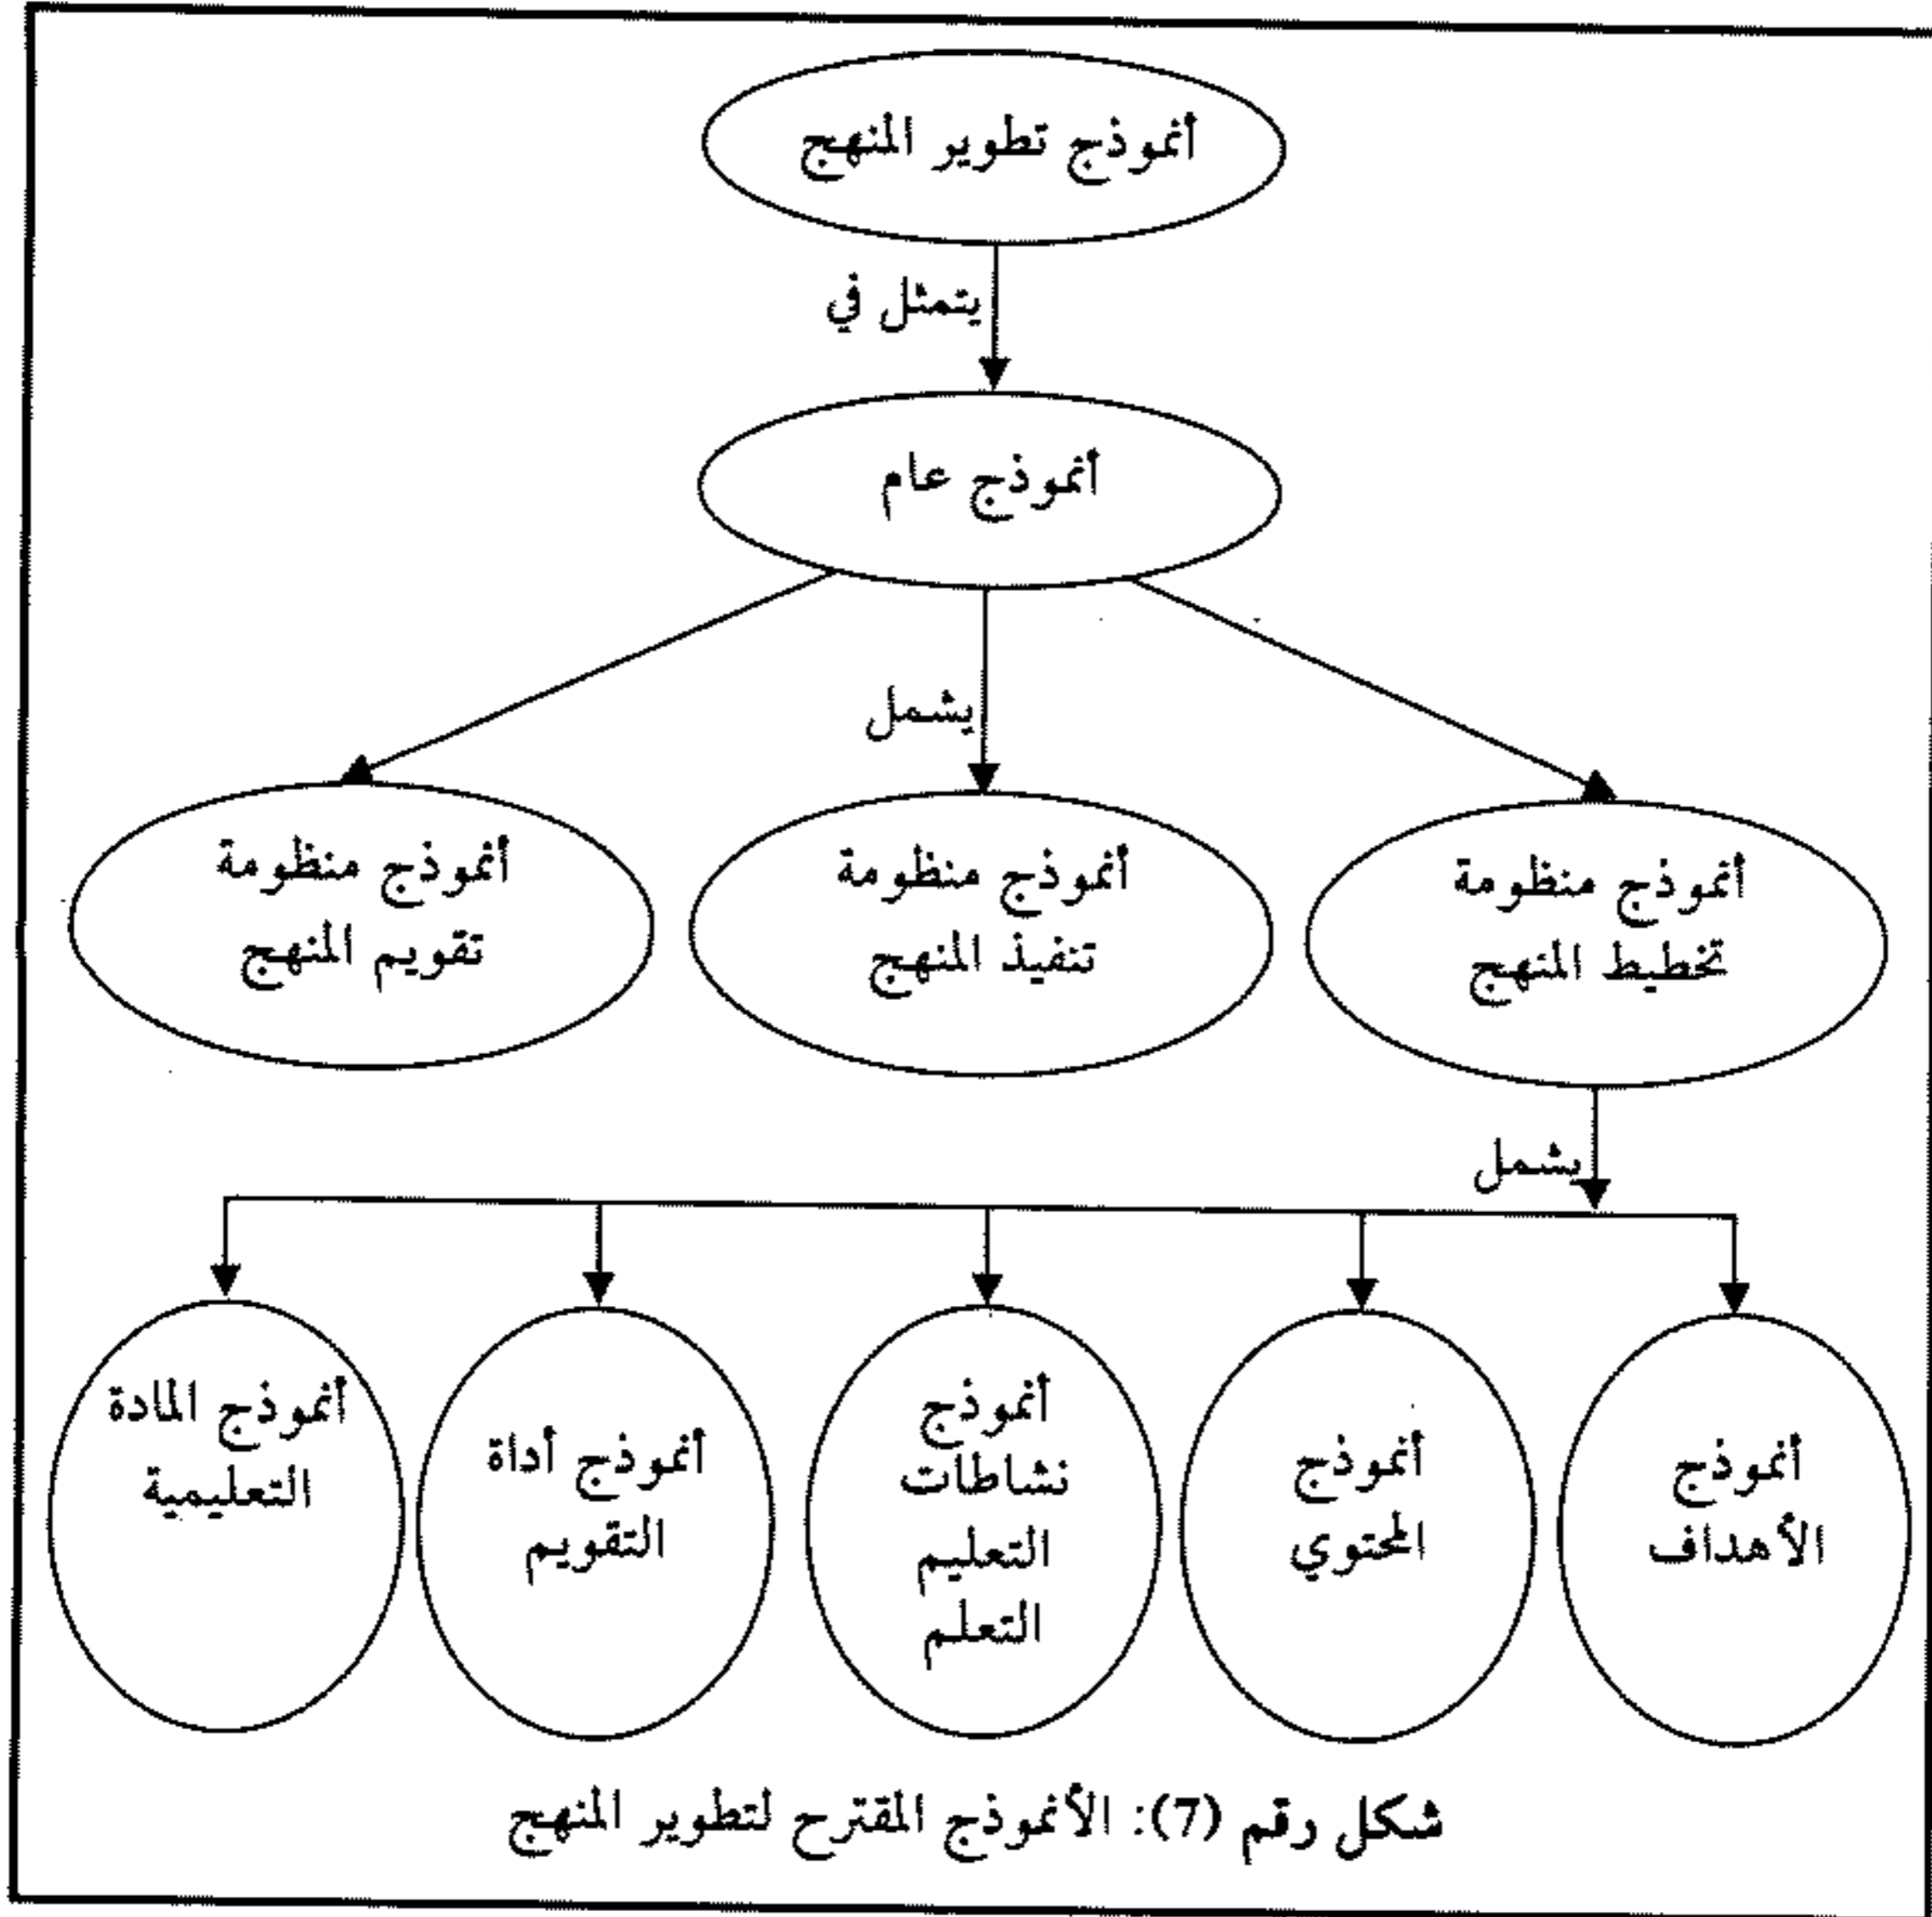 أنموذج تطوير المنهج
يتمثل في
أنموذج عام
يشمل
أنموذج منظومة
تخطيط المنهج
أنموذج منظومة
تنفيذ المنهج
أنموذج منظومة
تقويم المنهج
يشمل
أنموذج
الأهداف
أنموذج
المحتوي
أنموذج
نشاطات
التعليم
التعلم
أنموذج أداة
التقويم
أنموذج المادة
التعليمية
شكل رقم (7): الأنموذج المقترح لتطوير المنهج